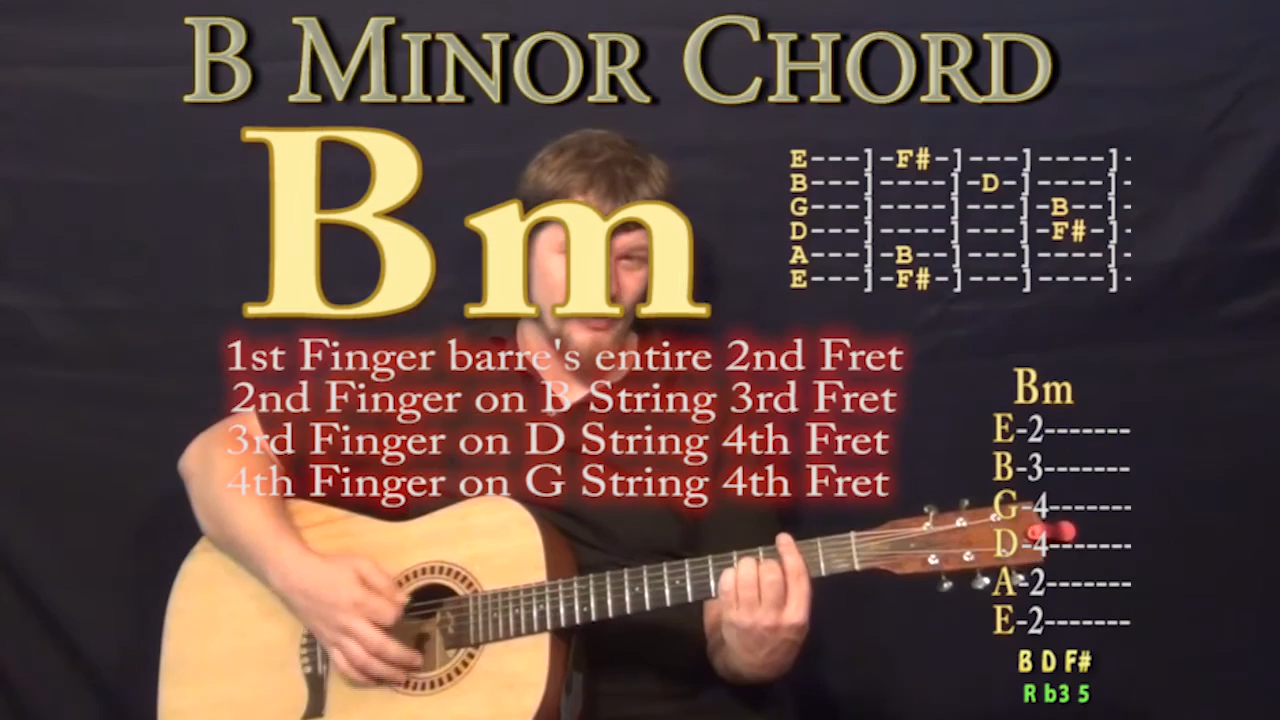 B MINOR CHORD
Bm
E---]-F#-]---]----]-
B---]----]-D-]----]-
G---]----]---]-B--]-
D---]----]---]-F#-]-
A---]-B--]---]----]-
E---]-F#-]---]----]-
1st Finger barre's entire 2nd Fret
2nd Finger on B String 3rd Fret
3rd Finger on D String 4th Fret
4th Finger on G String 4th Fret
Bm
E-2-------
B-3-------
G-4-------
D-4-------
A-2-------
E-2-------
B D F#
R b3 5